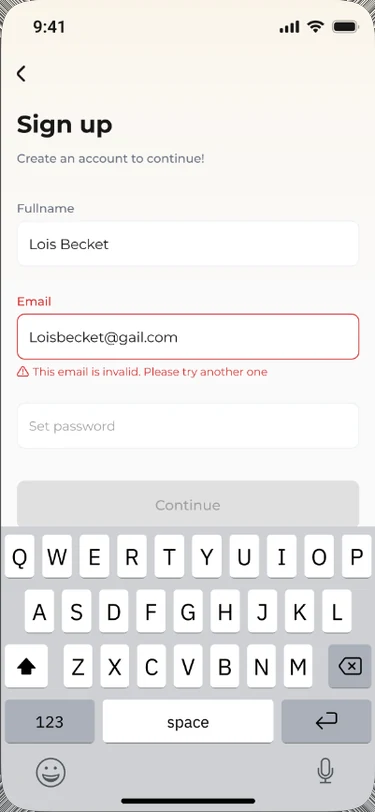 9:41
Sign up
Create an account to continue!
Fullname
Lois Becket
Email
Loisbecket@gail.com
This email is invalid. Please try another one
Set password
Continue
Q W E R T Y U I O P
A S D F G H J K L
Z X C V B N M
123 space